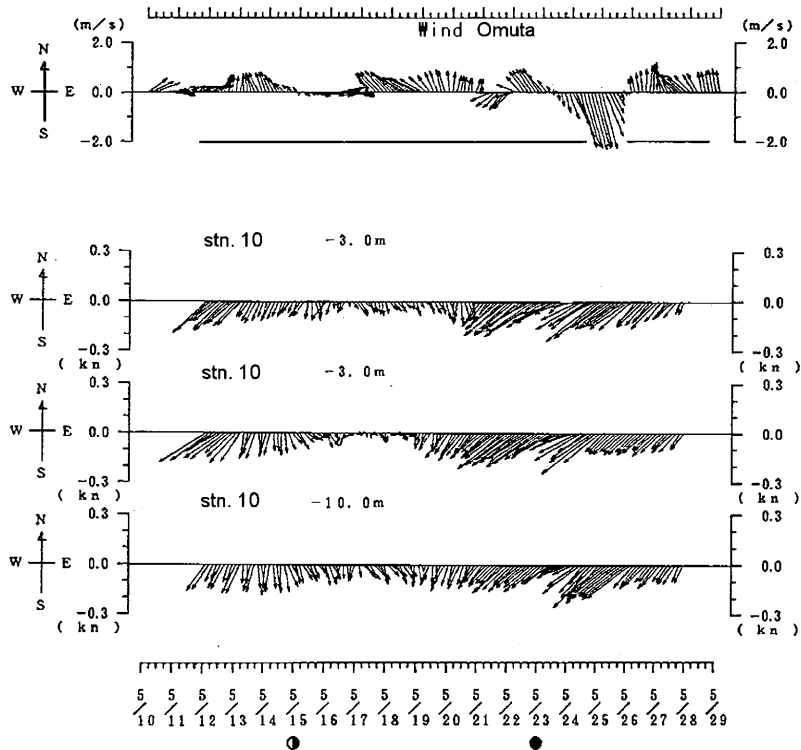 (m/s) Wind Omuta (m/s)
N 2.0 2.0
W E 0.0 0.0
S -2.0 -2.0
stn. 10 -3. 0m
N 0.3 0.3
W E 0.0 0.0
S -0.3 -0.3
( kn ) ( kn )
stn. 10 -3. 0m
N 0.3 0.3
W E 0.0 0.0
S -0.3 -0.3
( kn ) ( kn )
stn. 10 -10. 0m
N 0.3 0.3
W E 0.0 0.0
S -0.3 -0.3
( kn ) ( kn )
5/10 5/11 5/12 5/13 5/14 5/15 5/16 5/17 5/18 5/19 5/20 5/21 5/22 5/23 5/24 5/25 5/26 5/27 5/28 5/29